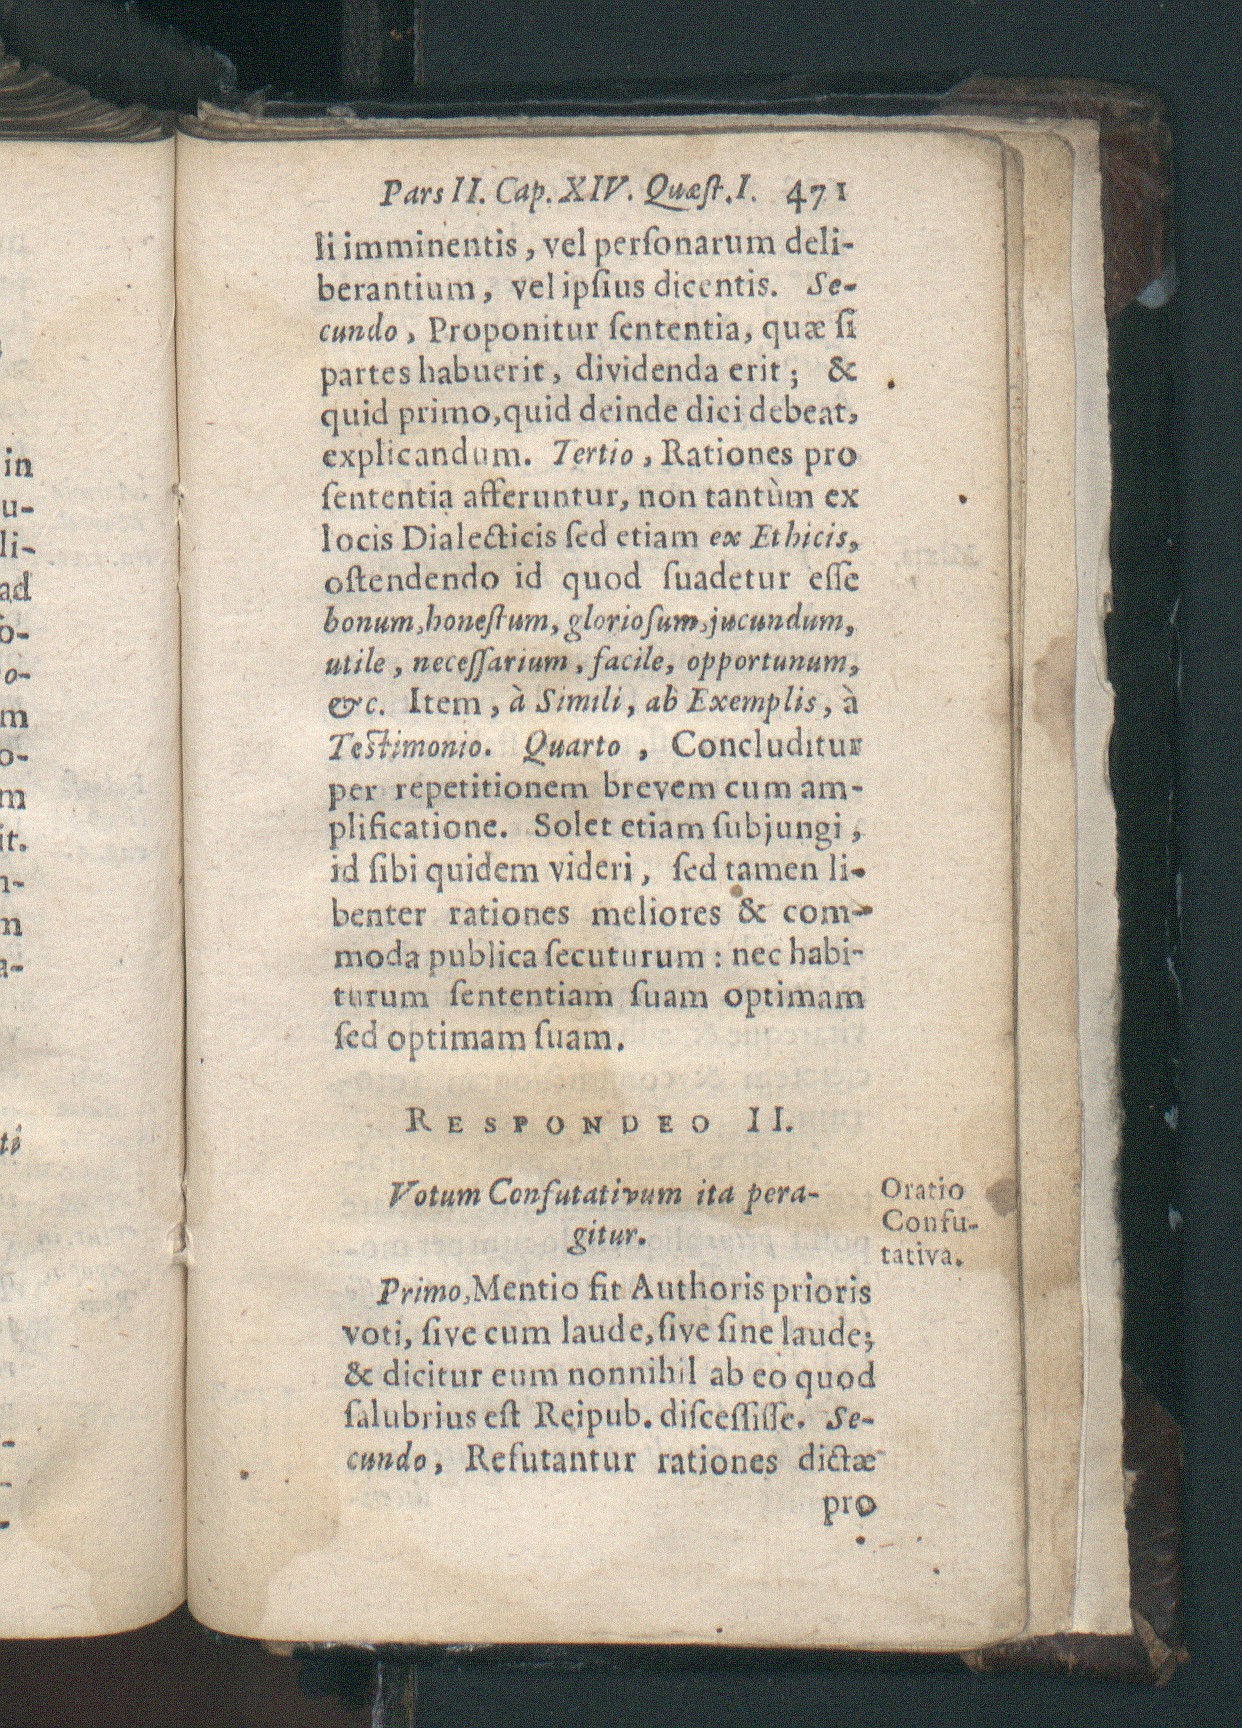 Pars II. Cap. XIV. Quæſt. I. 471
li imminentis, vel perſonarum deli-
berantium, vel ipſius dicentis. Se-
cundo, Proponitur ſententia, quæ ſi
partes habuerit, dividenda erit; &
quid primo, quid deinde dici debeat,
explicandum. Tertio, Rationes pro
ſententia afferuntur, non tantùm ex
locis Dialecticis ſed etiam ex Ethicis,
oſtendendo id quod ſuadetur eſſe
bonum, honeſtum, glorioſum, jucundum,
utile, neceſſarium, facile, opportunum,
&c. Item, à Simili, ab Exemplis, à
Teſtimonio. Quarto, Concluditur
per repetitionem brevem cum am-
plificatione. Solet etiam ſubjungi,
id ſibi quidem videri, ſed tamen li-
benter rationes meliores & com-
moda publica ſecuturum: nec habi-
turum ſententiam ſuam optimam
ſed optimam ſuam.
RESPONDEO II.
Votum Confutativum ita pera-
gitur.
Oratio
Confu-
tativa.
Primo, Mentio fit Authoris prioris
voti, ſive cum laude, ſive ſine laude;
& dicitur eum nonnihil ab eo quod
ſalubrius eſt Reipub. diſceſſiſſe. Se-
cundo, Refutantur rationes dictæ
pro
in
u-
li-
ad
ſo-
o-
m
o-
m
it.
n-
m
a-